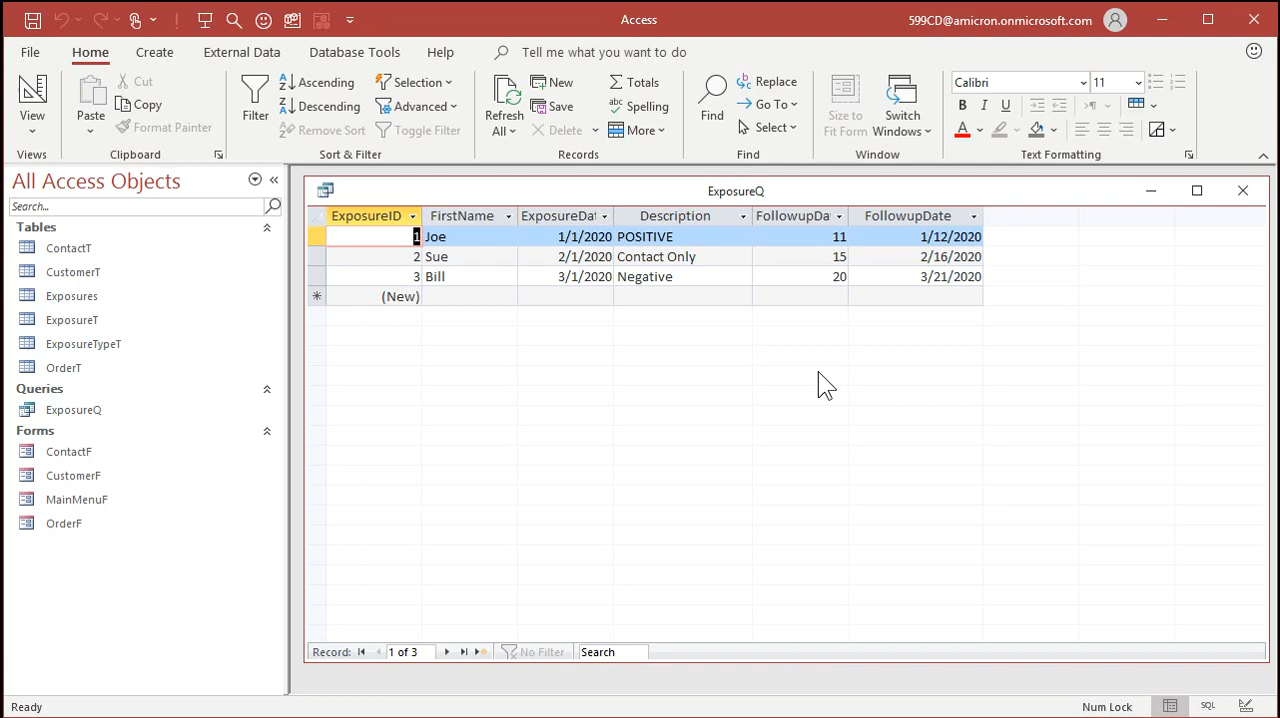 Access
599CD@amicron.onmicrosoft.com
File Home Create External Data Database Tools Help Tell me what you want to do
View
Paste
Cut
Copy
Format Painter
Filter
Ascending
Descending
Remove Sort
Selection
Advanced
Toggle Filter
Refresh All
New
Save
Delete
Totals
Spelling
More
Find
Replace
Go To
Select
Size to Fit Form
Switch Windows
Calibri 11
B I U
A
Views Clipboard Sort & Filter Records Find Window Text Formatting
All Access Objects
Search...
Tables
ContactT
CustomerT
Exposures
ExposureT
ExposureTypeT
OrderT
Queries
ExposureQ
Forms
ContactF
CustomerF
MainMenuF
OrderF
ExposureQ
ExposureID FirstName ExposureDat Description FollowupDa FollowupDate
1 Joe 1/1/2020 POSITIVE 11 1/12/2020
2 Sue 2/1/2020 Contact Only 15 2/16/2020
3 Bill 3/1/2020 Negative 20 3/21/2020
(New)
Record: 1 of 3 No Filter Search
Ready Num Lock SQL